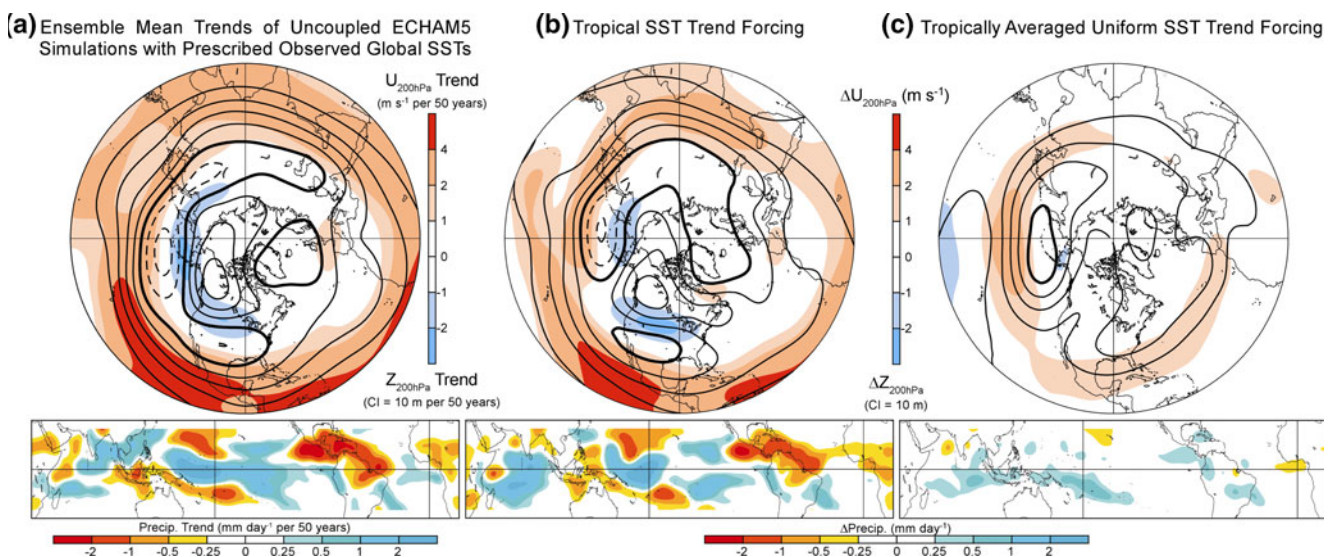 (a) Ensemble Mean Trends of Uncoupled ECHAM5
Simulations with Prescribed Observed Global SSTs
(b) Tropical SST Trend Forcing
(c) Tropically Averaged Uniform SST Trend Forcing
U200hPa Trend
(m s-1 per 50 years)
4
2
1
0
-1
-2
Z200hPa Trend
(CI = 10 m per 50 years)
ΔU200hPa (m s-1)
4
2
1
0
-1
-2
ΔZ200hPa
(CI = 10 m)
Precip. Trend (mm day-1 per 50 years)
-2 -1 -0.5 -0.25 0 0.25 0.5 1 2
ΔPrecip. (mm day-1)
-2 -1 -0.5 -0.25 0 0.25 0.5 1 2